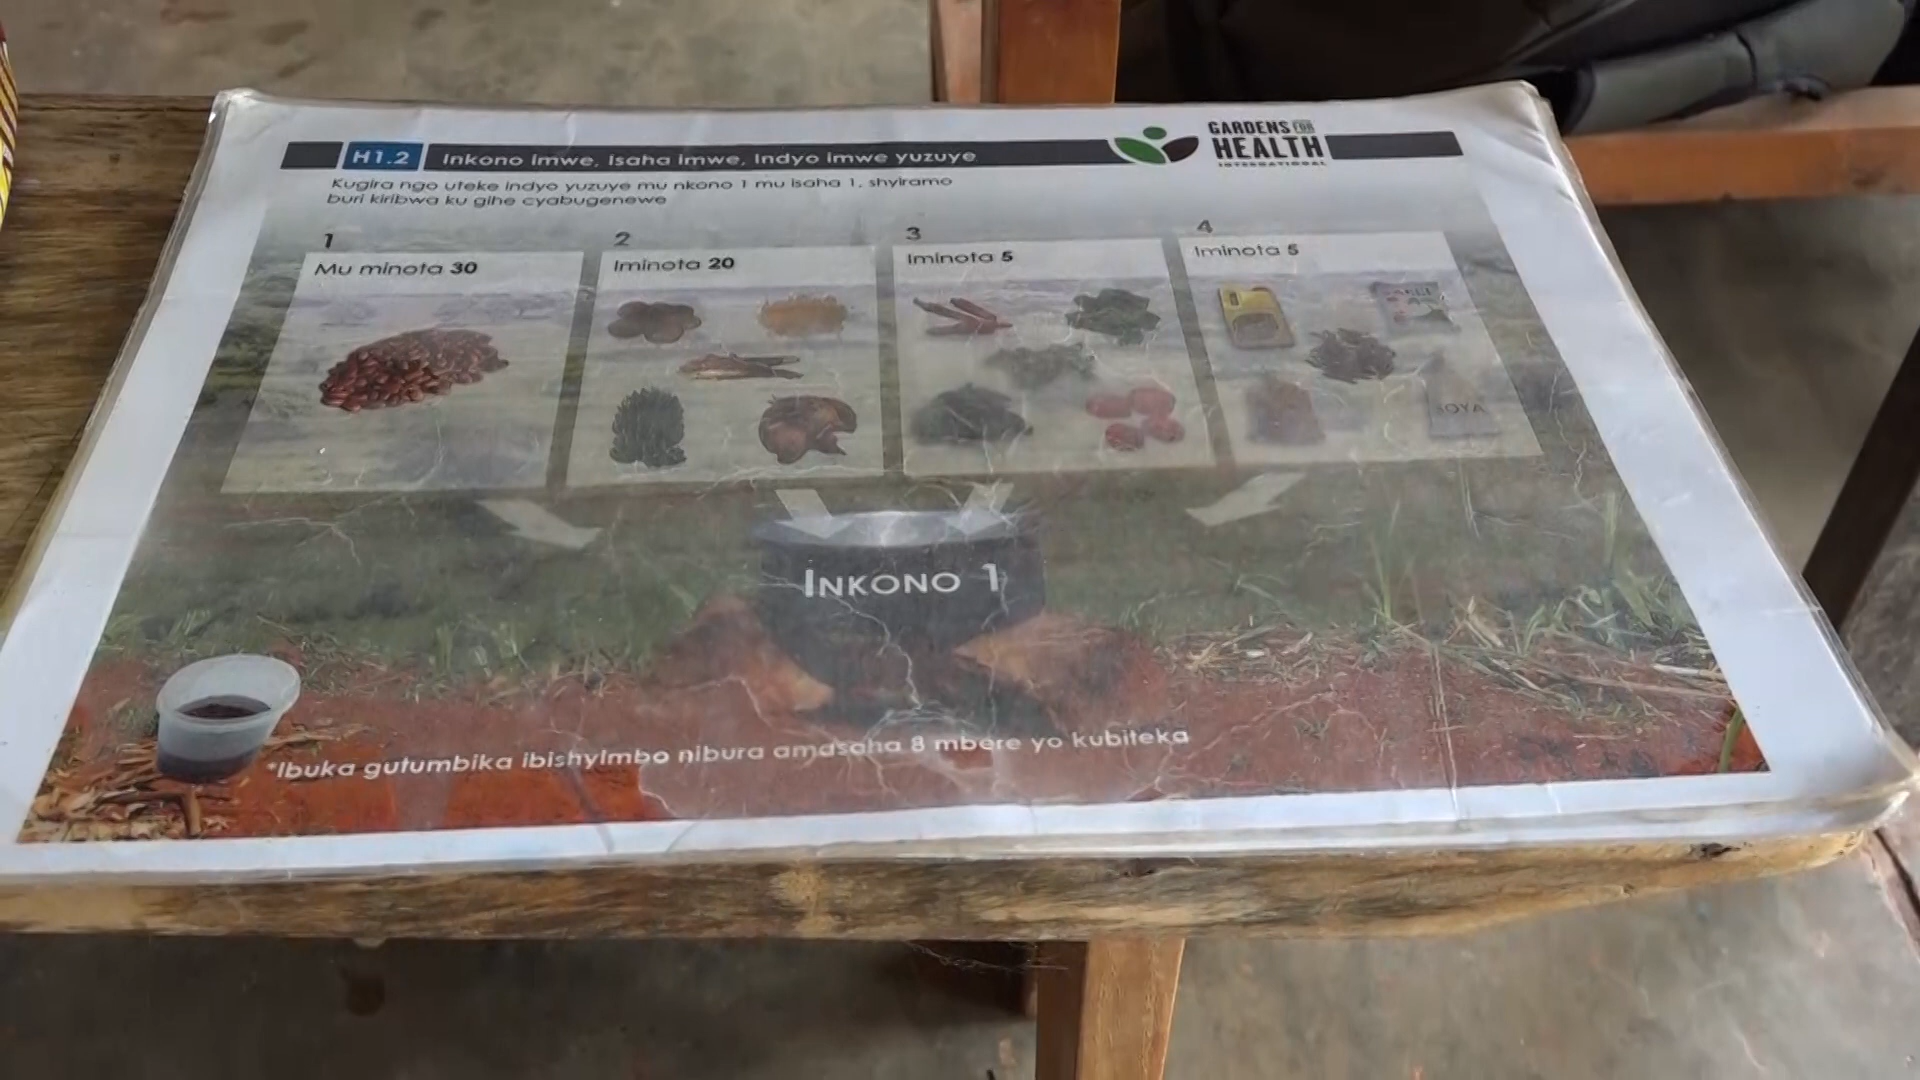 H1.2 Inkono imwe, Isaha imwe, Indyo imwe yuzuye
GARDENS FOR
HEALTH
INTERNATIONAL
Kugira ngo uteke indyo yuzuye mu nkono 1 mu isaha 1, shyiramo
buri kiribwa ku gihe cyabugenewe
1
Mu minota 30
2
Iminota 20
3
Iminota 5
4
Iminota 5
SOYA
INKONO 1
*Ibuka gutumbika ibishyimbo nibura amasaha 8 mbere yo kubiteka